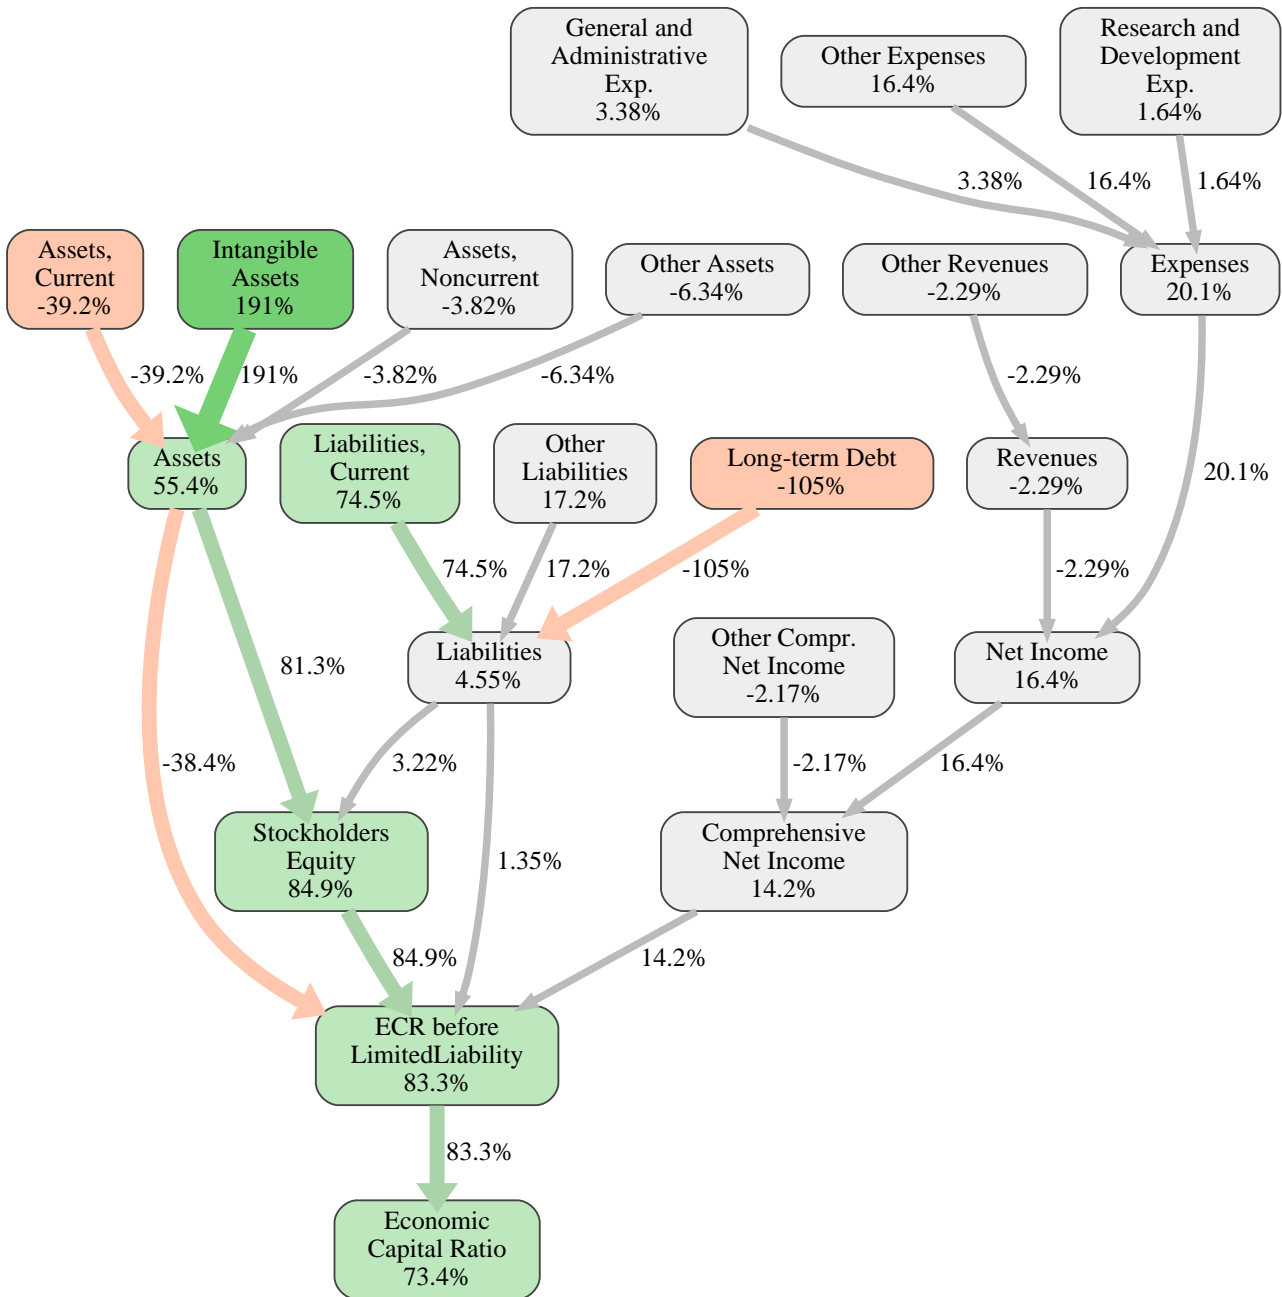 General and
Administrative
Exp.
3.38%
Other Expenses
16.4%
Research and
Development
Exp.
1.64%
3.38%
16.4%
1.64%
Assets,
Current
-39.2%
Intangible
Assets
191%
Assets,
Noncurrent
-3.82%
Other Assets
-6.34%
Other Revenues
-2.29%
Expenses
20.1%
-39.2%
191%
-3.82%
-6.34%
-2.29%
20.1%
Assets
55.4%
Liabilities,
Current
74.5%
Other
Liabilities
17.2%
Long-term Debt
-105%
Revenues
-2.29%
74.5%
17.2%
-105%
-2.29%
81.3%
Liabilities
4.55%
Other Compr.
Net Income
-2.17%
Net Income
16.4%
-38.4%
3.22%
-2.17%
16.4%
Stockholders
Equity
84.9%
1.35%
Comprehensive
Net Income
14.2%
84.9%
14.2%
ECR before
LimitedLiability
83.3%
83.3%
Economic
Capital Ratio
73.4%